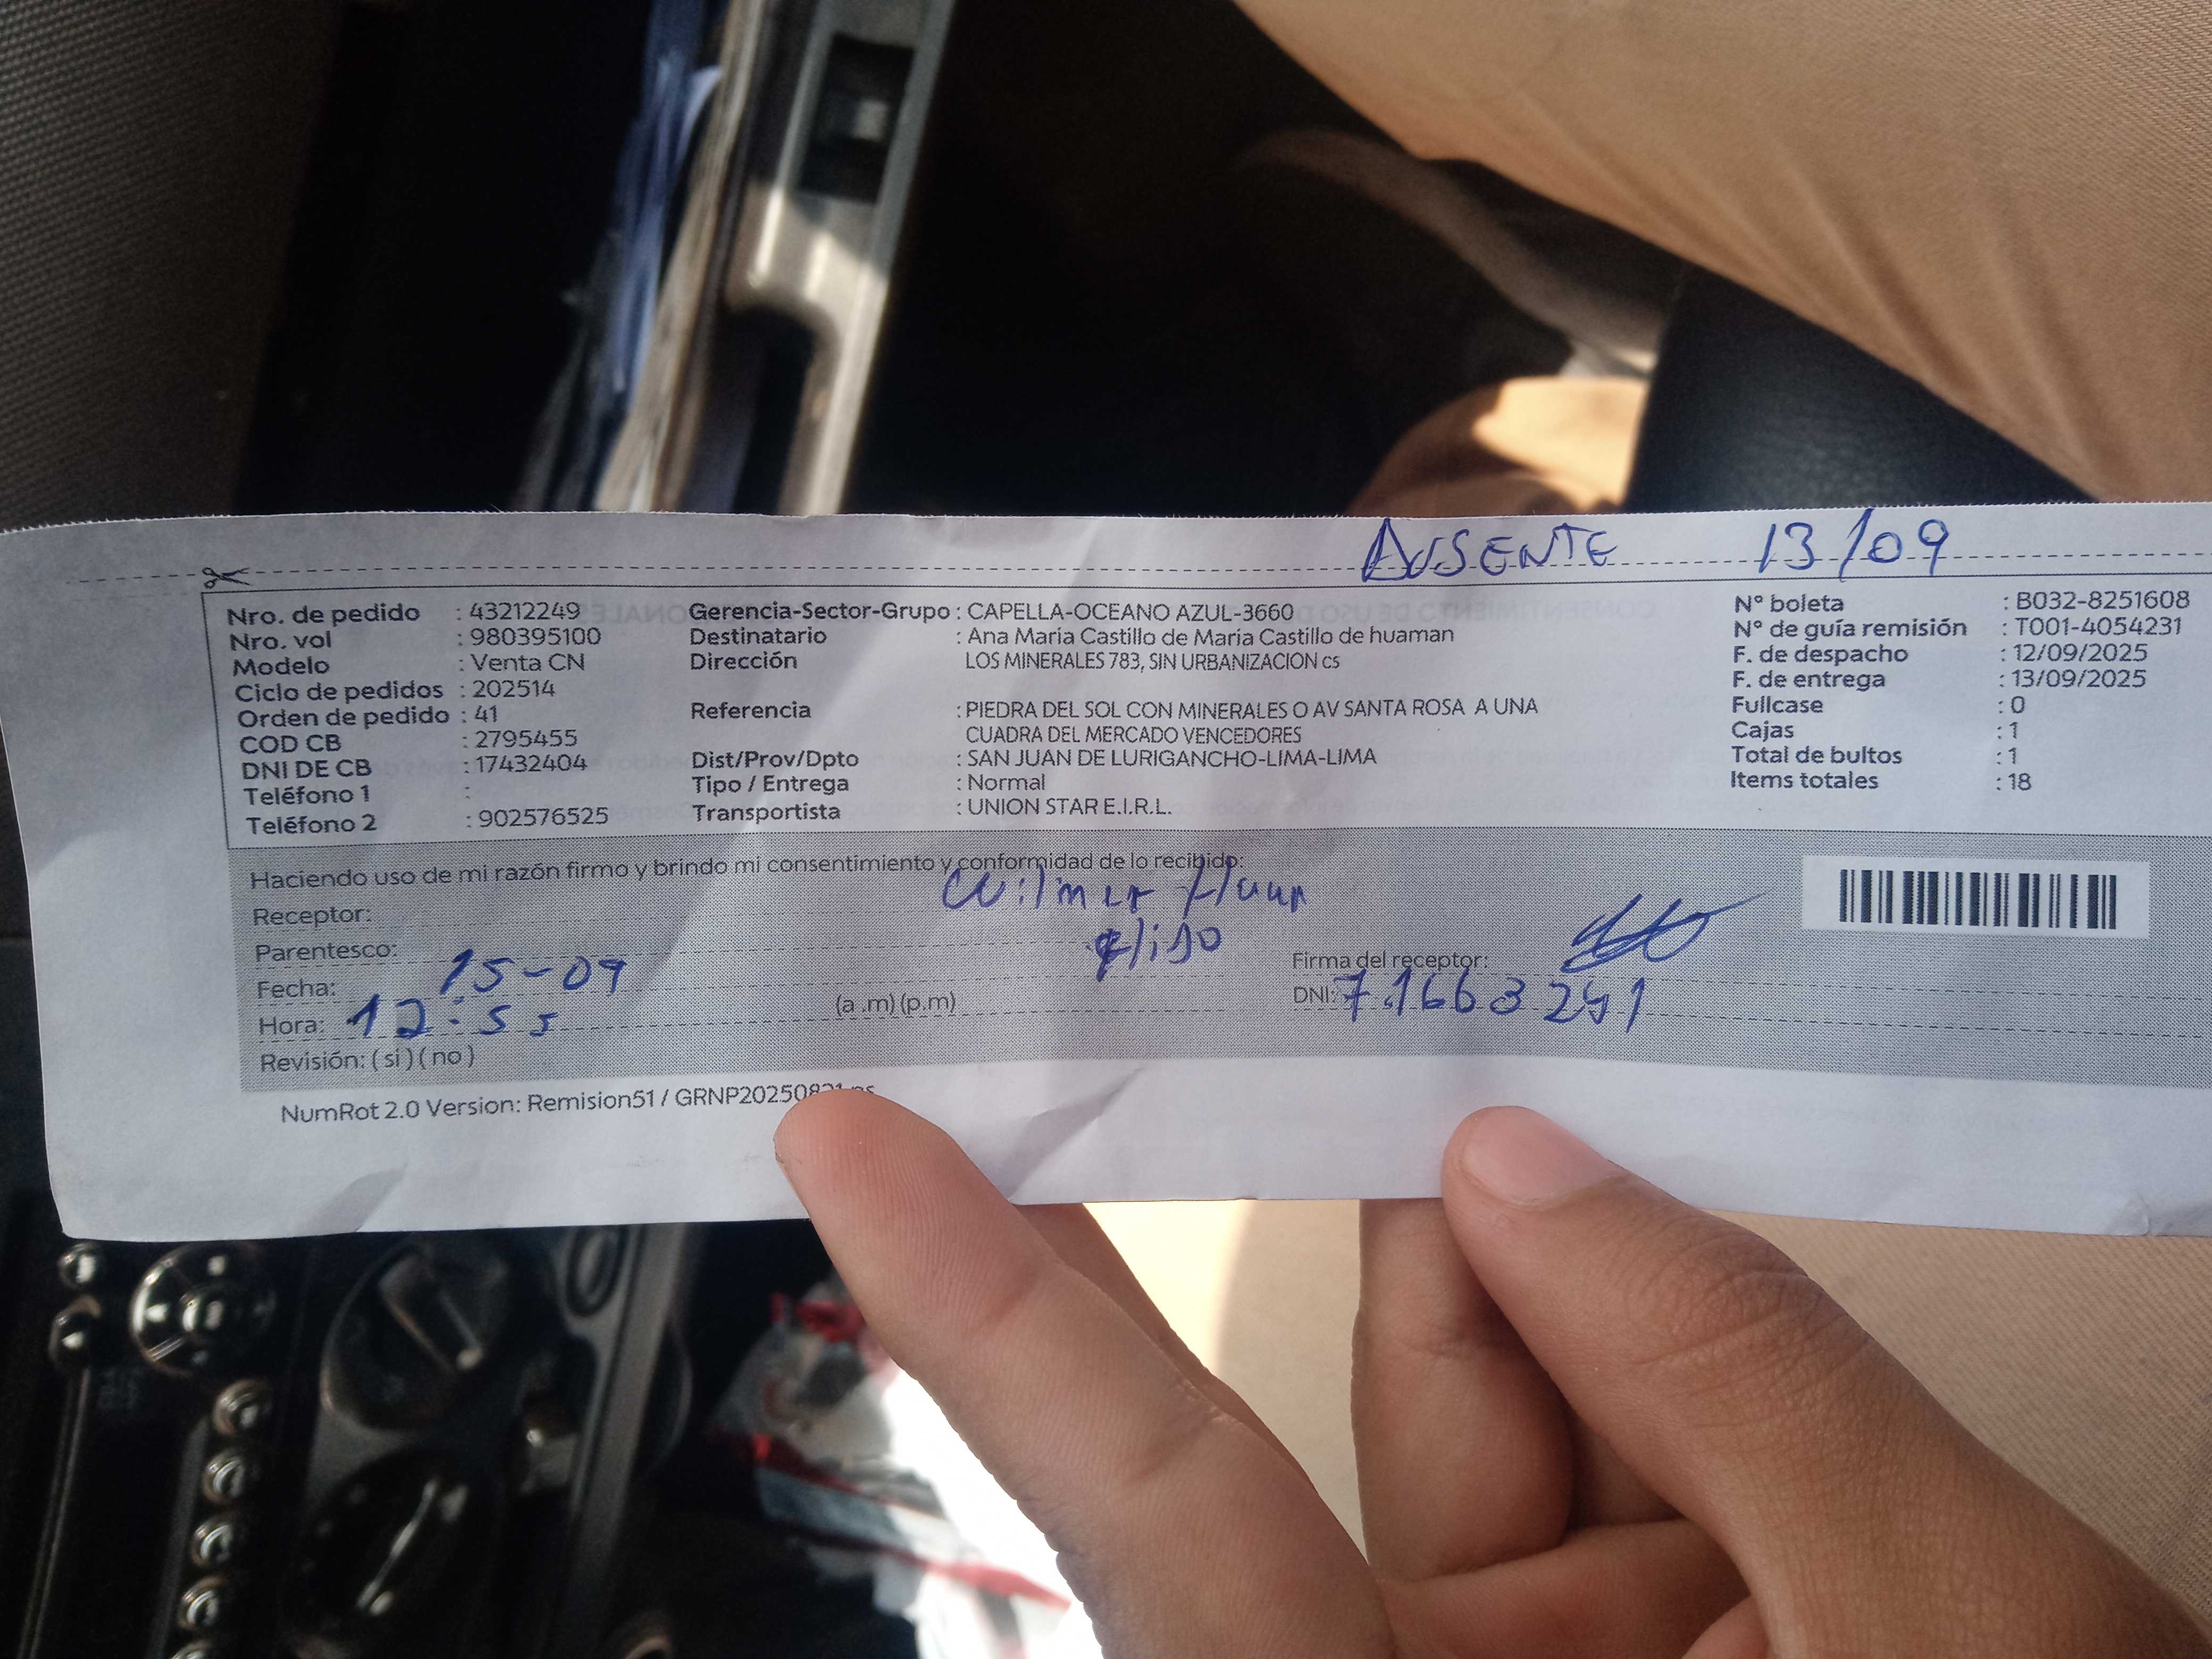 AUSENTE 13/09
Nro. de pedido : 43212249
Nro. vol : 980395100
Modelo : Venta CN
Ciclo de pedidos : 202514
Orden de pedido : 41
COD CB : 2795455
DNI DE CB : 17432404
Teléfono 1 :
Teléfono 2 : 902576525
Gerencia-Sector-Grupo : CAPELLA-OCEANO AZUL-3660
Destinatario : Ana María Castillo de María Castillo de huaman
Dirección LOS MINERALES 783, SIN URBANIZACION cs
Referencia : PIEDRA DEL SOL CON MINERALES O AV SANTA ROSA A UNA
CUADRA DEL MERCADO VENCEDORES
Dist/Prov/Dpto : SAN JUAN DE LURIGANCHO-LIMA-LIMA
Tipo / Entrega : Normal
Transportista : UNION STAR E.I.R.L.
N° boleta : B032-8251608
N° de guía remisión : T001-4054231
F. de despacho : 12/09/2025
F. de entrega : 13/09/2025
Fullcase : 0
Cajas : 1
Total de bultos : 1
Items totales : 18
Haciendo uso de mi razón firmo y brindo mi consentimiento y conformidad de lo recibido:
Receptor: Wilmer
Parentesco:
Fecha: 15-09
Hora: 12:55 (a .m) (p.m)
Revisión: ( si ) ( no )
Firma del receptor:
DNI:
NumRot 2.0 Version: Remision51 / GRNP20250821